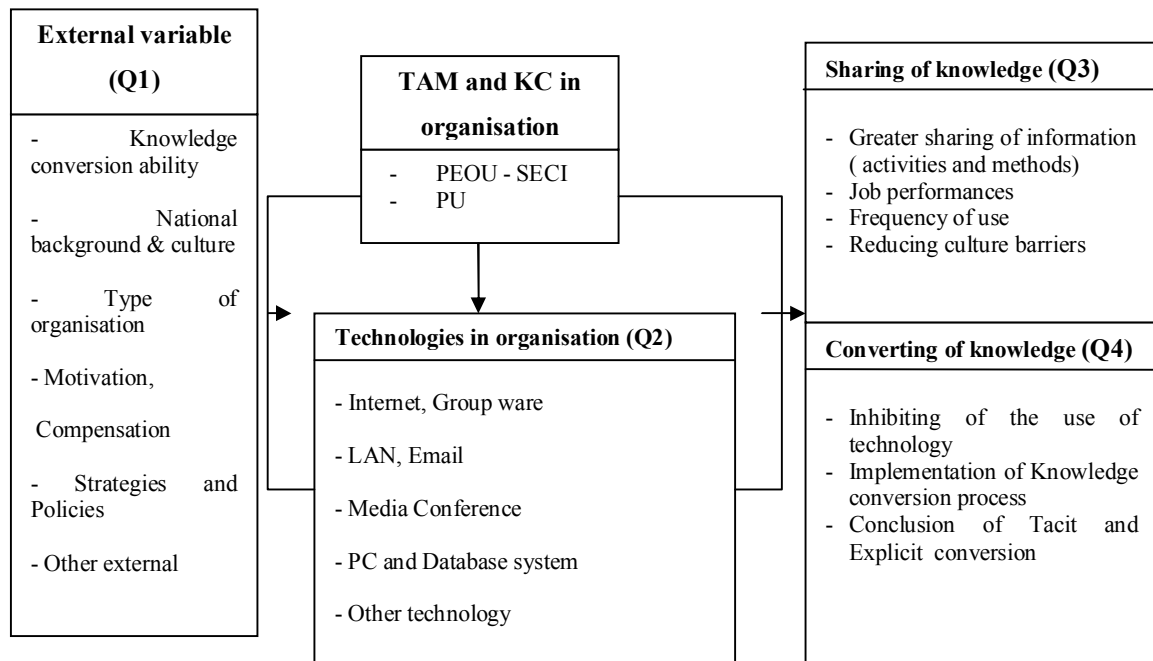 External variable
(Q1)
- Knowledge
conversion ability
- National
background & culture
- Type of
organisation
- Motivation,
Compensation
- Strategies and
Policies
- Other external
TAM and KC in
organisation
- PEOU - SECI
- PU
Technologies in organisation (Q2)
- Internet, Group ware
- LAN, Email
- Media Conference
- PC and Database system
- Other technology
Sharing of knowledge (Q3)
- Greater sharing of information
( activities and methods)
- Job performances
- Frequency of use
- Reducing culture barriers
Converting of knowledge (Q4)
- Inhibiting of the use of
technology
- Implementation of Knowledge
conversion process
- Conclusion of Tacit and
Explicit conversion